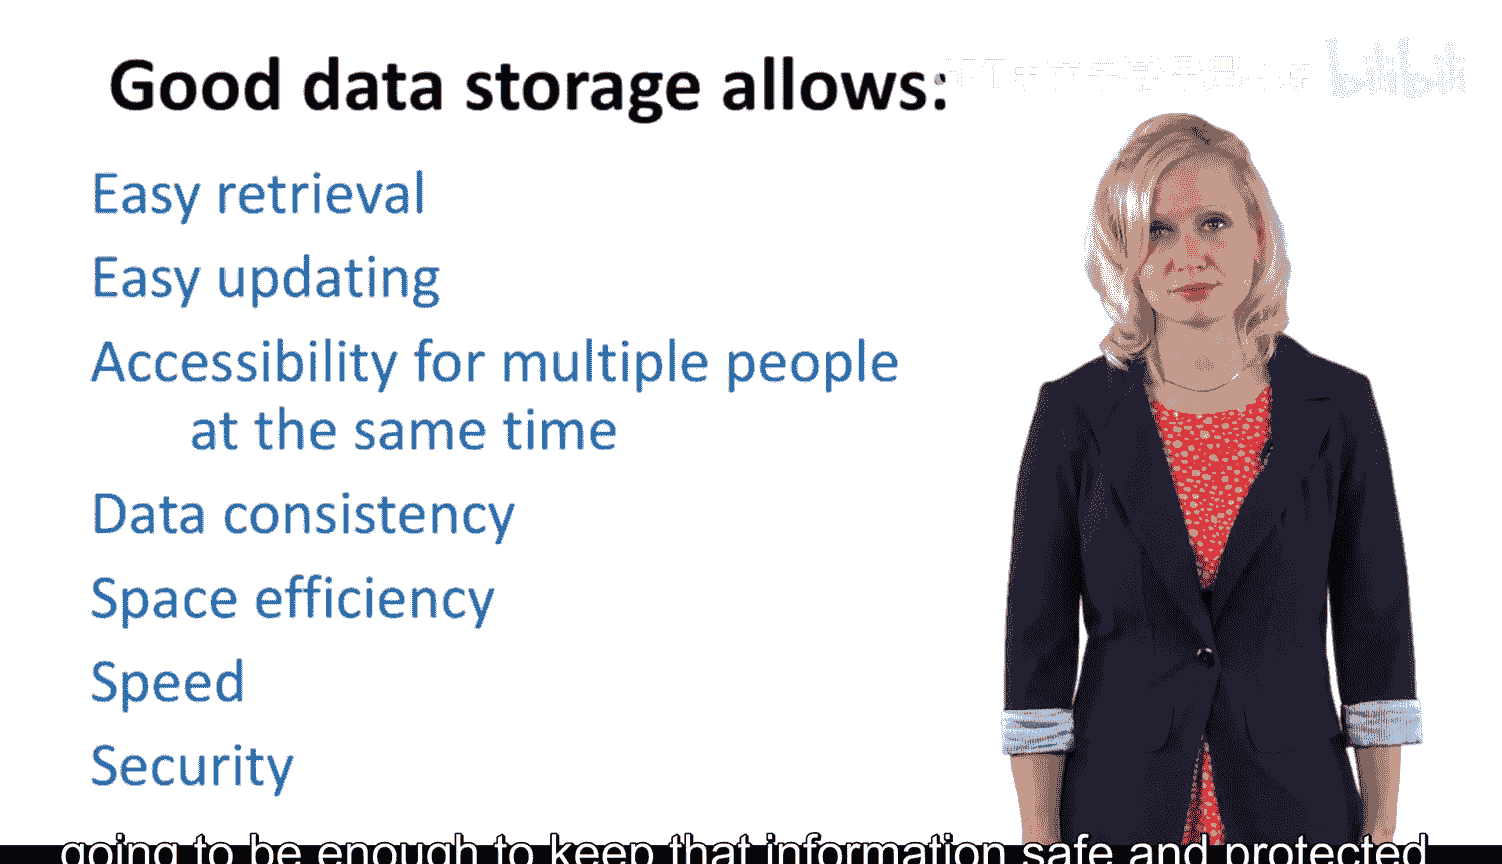 Good data storage allows:
bilibili
Easy retrieval
Easy updating
Accessibility for multiple people
at the same time
Data consistency
Space efficiency
Speed
Security
going to be enough to keep that information safe and protected